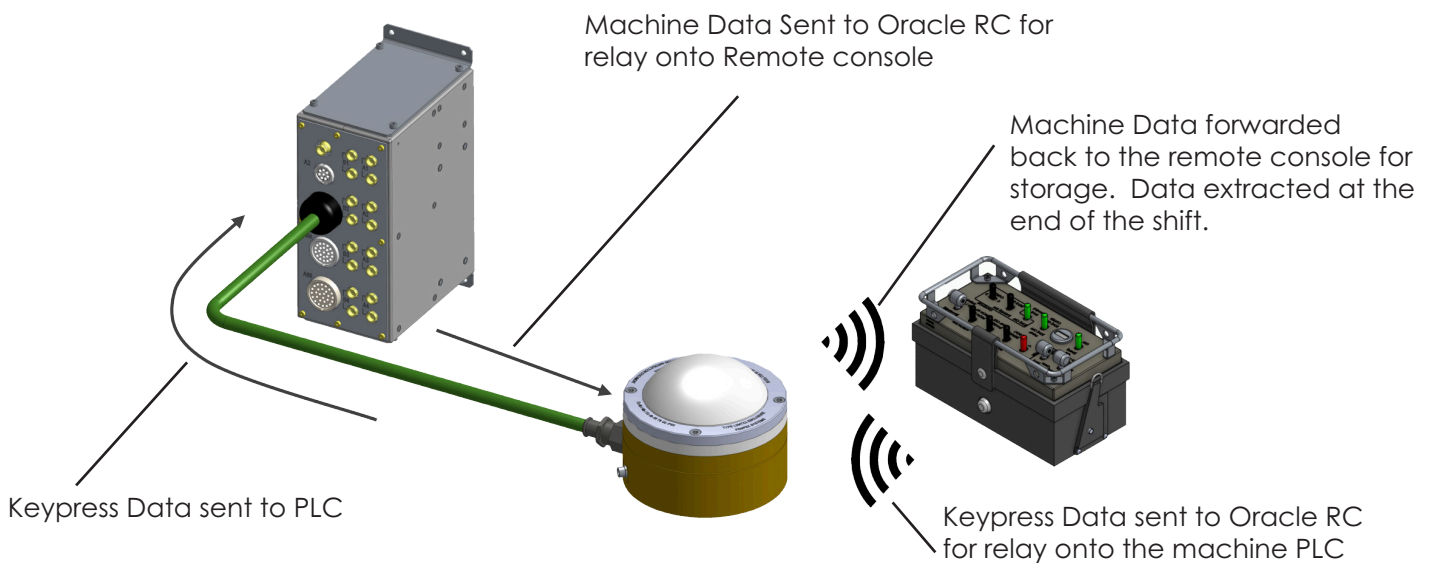 Machine Data Sent to Oracle RC for
relay onto Remote console
Machine Data forwarded
back to the remote console for
storage.  Data extracted at the
end of the shift.
Keypress Data sent to PLC
Keypress Data sent to Oracle RC
for relay onto the machine PLC